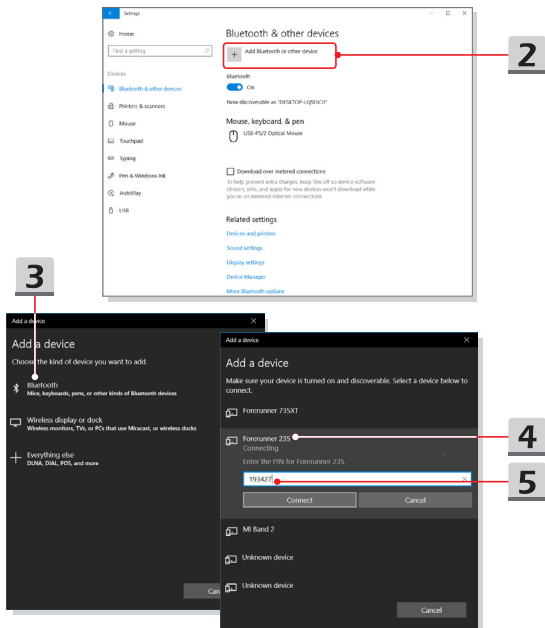 Settings
Home
Find a setting
Devices
Bluetooth & other devices
Printers & scanners
Mouse
Touchpad
Typing
Pen & Windows Ink
AutoPlay
USB
Bluetooth & other devices
Add Bluetooth or other device
Bluetooth
On
Now discoverable as
Mouse, keyboard, & pen
USB-PS/2 Optical Mouse
Download over metered connections
To help prevent extra charges, keep this off so device software
(drivers, info, and apps) for new devices won't download while
you're on metered Internet connections.
Related settings
Devices and printers
Sound settings
Display settings
Device Manager
More Bluetooth options
2
3
Add a device
Add a device
Choose the kind of device you want to add.
Bluetooth
Mice, keyboards, pens, or other kinds of Bluetooth devices
Wireless display or dock
Wireless monitors, TVs, or PCs that use Miracast, or wireless docks
Everything else
DLNA, DIAL, POS, and more
Add a device
Add a device
Make sure your device is turned on and discoverable. Select a device below to
connect.
Forerunner 735XT
Forerunner 235
Connecting
Enter the PIN for Forerunner 235.
193427
Connect
Cancel
MI Band 2
Unknown device
Unknown device
Cancel
4
5